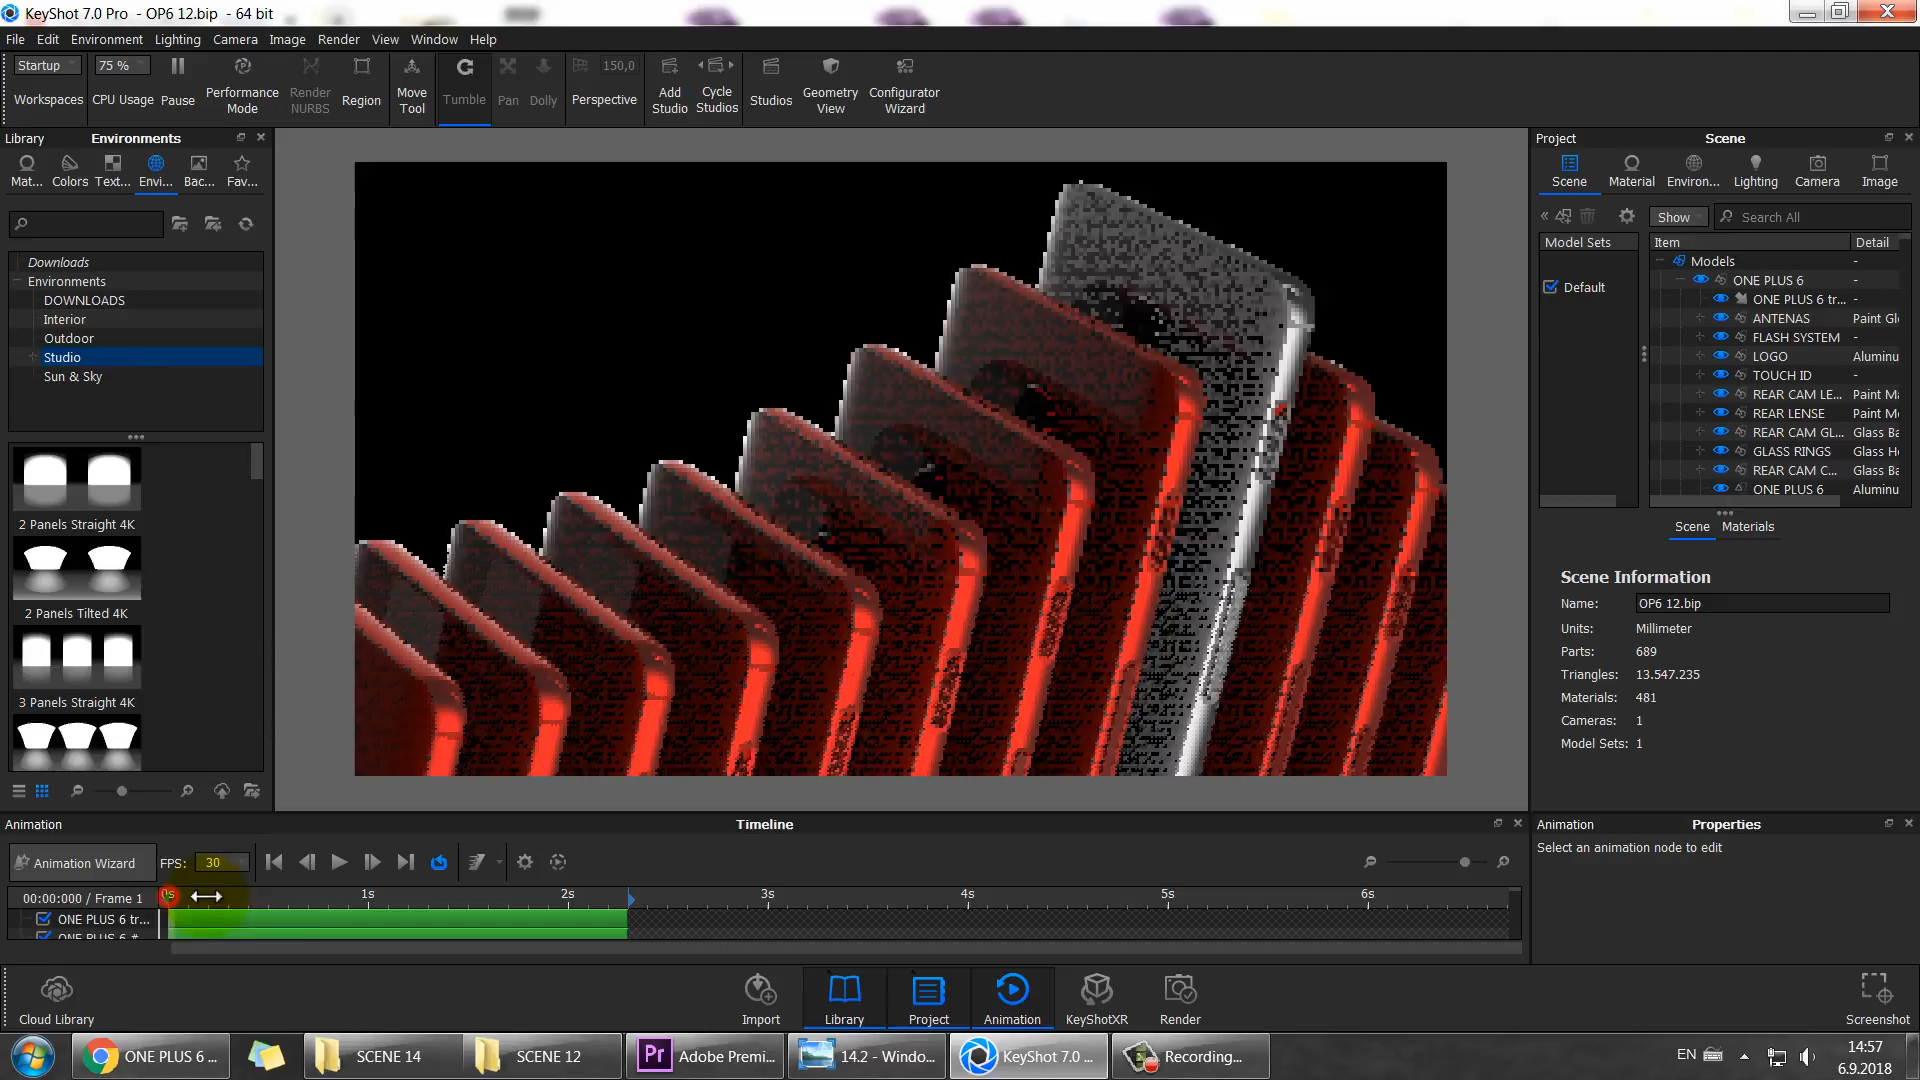 KeyShot 7.0 Pro - OP6 12.bip - 64 bit
File Edit Environment Lighting Camera Image Render View Window Help
Startup 75 % 150,0
Workspaces CPU Usage Pause Performance Mode Render NURBS Region Move Tool Tumble Pan Dolly Perspective Add Studio Cycle Studios Studios Geometry View Configurator Wizard
Library Environments
Mat... Colors Text... Envi... Bac... Fav...
Downloads
Environments
DOWNLOADS
Interior
Outdoor
Studio
Sun & Sky
2 Panels Straight 4K
2 Panels Tilted 4K
3 Panels Straight 4K
Project Scene
Scene Material Environ... Lighting Camera Image
Show Search All
Model Sets Item Detail
Default
Models -
ONE PLUS 6 -
ONE PLUS 6 tr... -
ANTENAS Paint Gl
FLASH SYSTEM -
LOGO Aluminu
TOUCH ID -
REAR CAM LE... Paint Ma
REAR LENSE Paint Me
REAR CAM GL... Glass Ba
GLASS RINGS Glass He
REAR CAM C... Glass Ba
ONE PLUS 6 Aluminu
Scene Materials
Scene Information
Name: OP6 12.bip
Units: Millimeter
Parts: 689
Triangles: 13.547.235
Materials: 481
Cameras: 1
Model Sets: 1
Animation Timeline
Animation Wizard FPS: 30
00:00:000 / Frame 1 0s 1s 2s 3s 4s 5s 6s
ONE PLUS 6 tr...
ONE PLUS 6 #
Animation Properties
Select an animation node to edit
Cloud Library Import Library Project Animation KeyShotXR Render Screenshot
ONE PLUS 6 ... SCENE 14 SCENE 12 Adobe Premi... 14.2 - Windo... KeyShot 7.0 ... Recording...
EN 14:57
6.9.2018